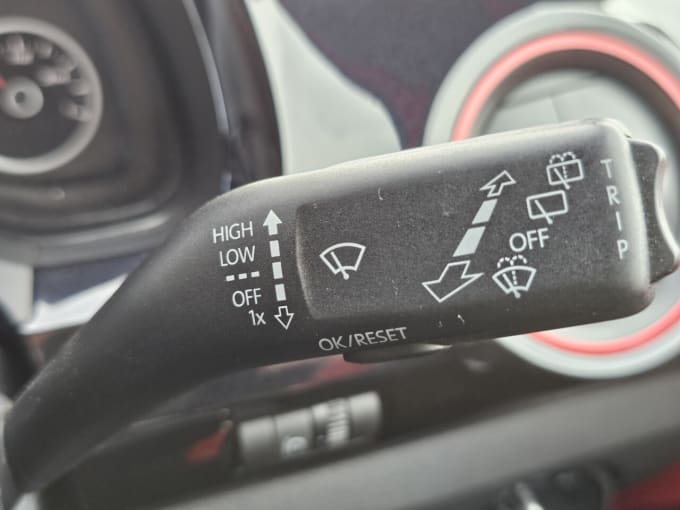 HIGH
LOW
---
OFF
1x
OK/RESET
OFF
TRIP